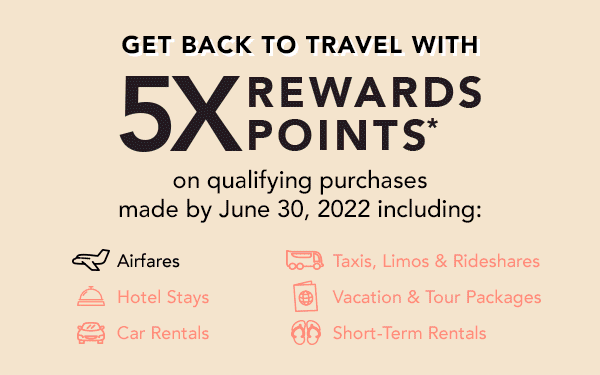 GET BACK TO TRAVEL WITH
5X REWARDS
POINTS*
on qualifying purchases
made by June 30, 2022 including:
Airfares
Hotel Stays
Car Rentals
Taxis, Limos & Rideshares
Vacation & Tour Packages
Short-Term Rentals